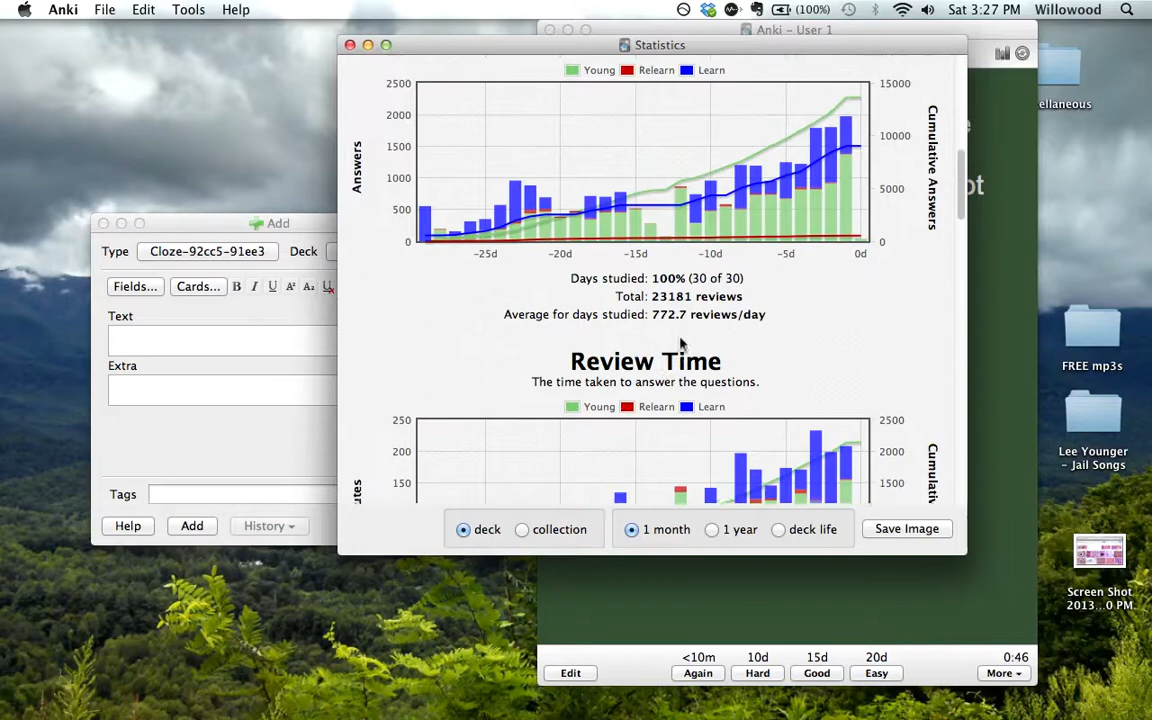 Anki File Edit Tools Help (100%) Sat 3:27 PM Willowood
Anki - User 1
Statistics
Young Relearn Learn
2500 15000
2000
1500 10000
1000
500 5000
0 0
Answers
Cumulative Answers
-25d -20d -15d -10d -5d 0d
Days studied: 100% (30 of 30)
Total: 23181 reviews
Average for days studied: 772.7 reviews/day
Review Time
The time taken to answer the questions.
Young Relearn Learn
250 2500
200 2000
150 1500
deck collection 1 month 1 year deck life Save Image
Add
Type Cloze-92cc5-91ee3 Deck
Fields... Cards... B I U A² A₂ U
Text
Extra
Tags
Help Add History
<10m 10d 15d 20d 0:46
Edit Again Hard Good Easy More
ellaneous
FREE mp3s
Lee Younger
- Jail Songs
Screen Shot
2013...0 PM